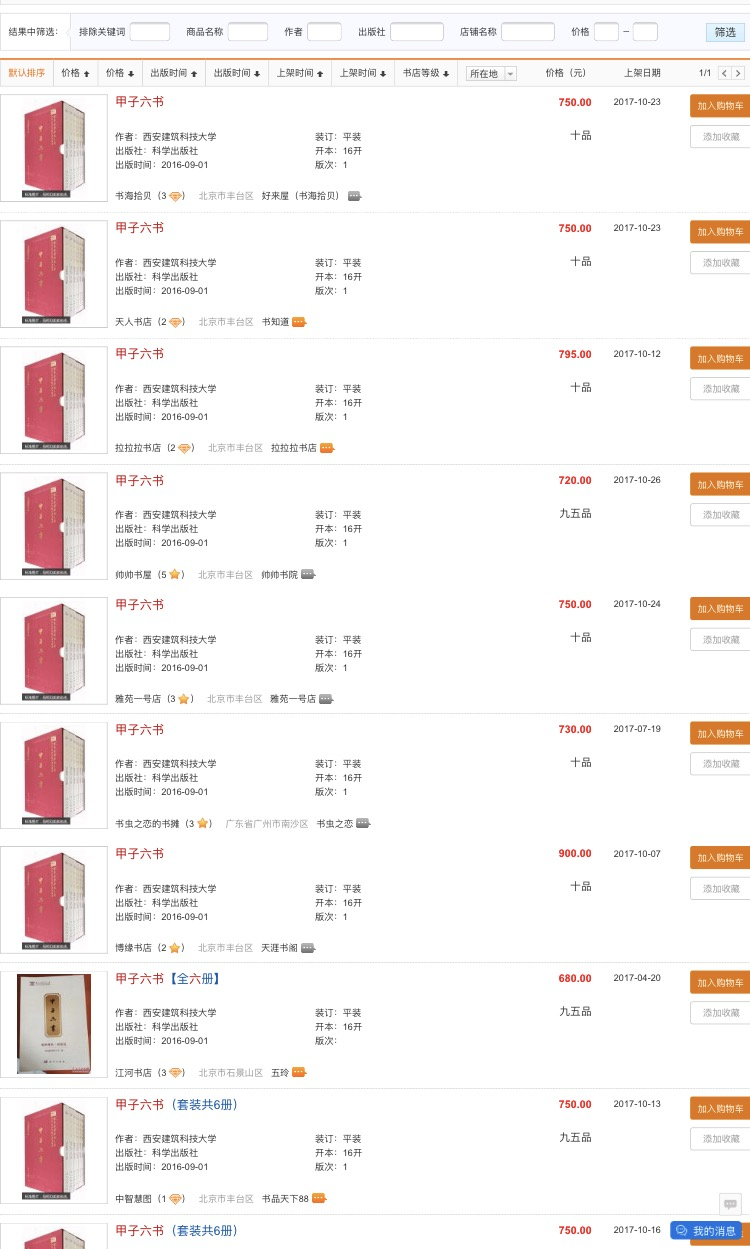 结果中筛选： 排除关键词 商品名称 作者 出版社 店铺名称 价格 － 筛选
默认排序 价格 价格 出版时间 出版时间 上架时间 上架时间 书店等级 所在地 价格（元） 上架日期 1/1
甲子六书 750.00 2017-10-23 加入购物车
作者：西安建筑科技大学 装订：平装 十品 添加收藏
出版社：科学出版社 开本：16开
出版时间：2016-09-01 版次：1
书海拾贝（3）北京市丰台区 好来屋（书海拾贝）
甲子六书 750.00 2017-10-23 加入购物车
作者：西安建筑科技大学 装订：平装 十品 添加收藏
出版社：科学出版社 开本：16开
出版时间：2016-09-01 版次：1
天人书店（2）北京市丰台区 书知道
甲子六书 795.00 2017-10-12 加入购物车
作者：西安建筑科技大学 装订：平装 十品 添加收藏
出版社：科学出版社 开本：16开
出版时间：2016-09-01 版次：1
拉拉拉书店（2）北京市丰台区 拉拉拉书店
甲子六书 720.00 2017-10-26 加入购物车
作者：西安建筑科技大学 装订：平装 九五品 添加收藏
出版社：科学出版社 开本：16开
出版时间：2016-09-01 版次：1
帅帅书屋（5）北京市丰台区 帅帅书院
甲子六书 750.00 2017-10-24 加入购物车
作者：西安建筑科技大学 装订：平装 十品 添加收藏
出版社：科学出版社 开本：16开
出版时间：2016-09-01 版次：1
雅苑一号店（3）北京市丰台区 雅苑一号店
甲子六书 730.00 2017-07-19 加入购物车
作者：西安建筑科技大学 装订：平装 十品 添加收藏
出版社：科学出版社 开本：16开
出版时间：2016-09-01 版次：1
书虫之恋的书摊（3）广东省广州市南沙区 书虫之恋
甲子六书 900.00 2017-10-07 加入购物车
作者：西安建筑科技大学 装订：平装 十品 添加收藏
出版社：科学出版社 开本：16开
出版时间：2016-09-01 版次：1
博缘书店（2）北京市丰台区 天涯书阁
甲子六书【全六册】 680.00 2017-04-20 加入购物车
作者：西安建筑科技大学 装订：平装 九五品 添加收藏
出版社：科学出版社 开本：16开
出版时间：2016-09-01 版次：
江河书店（3）北京市石景山区 五玲
甲子六书（套装共6册） 750.00 2017-10-13 加入购物车
作者：西安建筑科技大学 装订：平装 九五品 添加收藏
出版社：科学出版社 开本：16开
出版时间：2016-09-01 版次：1
中智慧图（1）北京市丰台区 书品天下88
甲子六书（套装共6册） 750.00 2017-10-16 我的消息